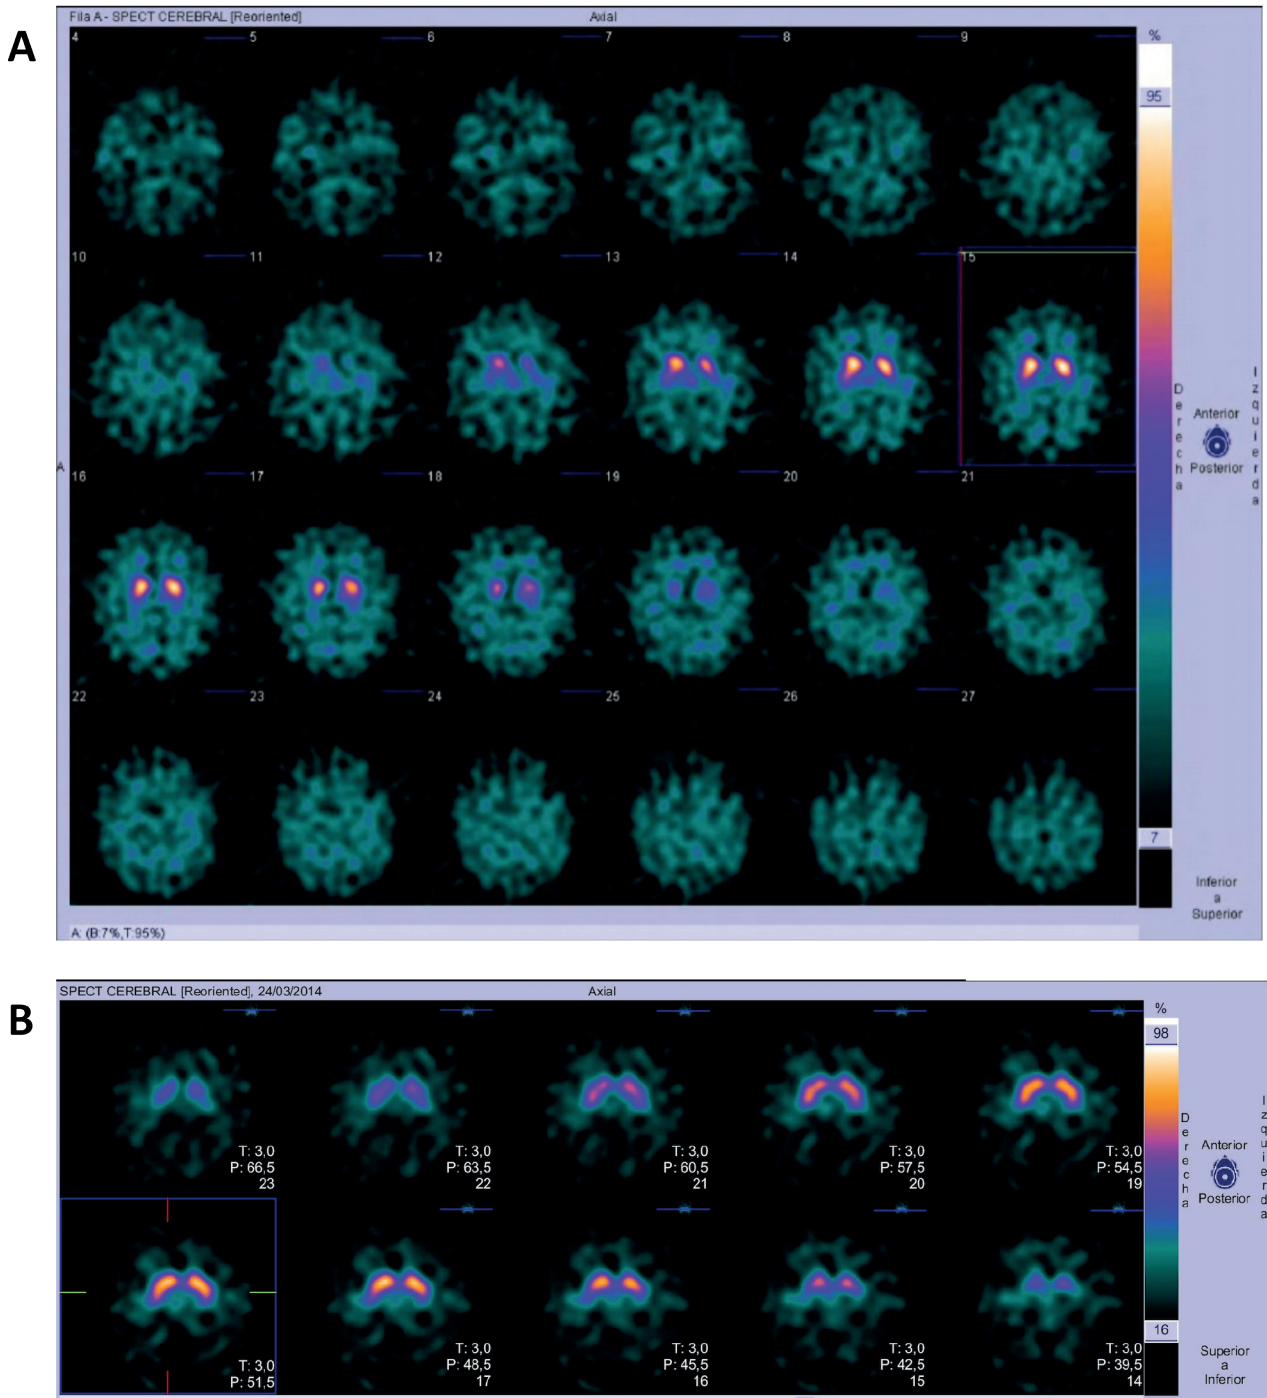 A
Fila A - SPECT CEREBRAL [Reoriented]
Axial
4 5 6 7 8 9
%
95
10 11 12 13 14 15
Derecha
Anterior
Posterior
Izquierda
A
16 17 18 19 20 21
22 23 24 25 26 27
7
Inferior
a
Superior
A: (B:7%,T:95%)
B
SPECT CEREBRAL [Reoriented], 24/03/2014
Axial
%
98
T: 3,0 T: 3,0 T: 3,0 T: 3,0 T: 3,0
P: 66,5 P: 63,5 P: 60,5 P: 57,5 P: 54,5
23 22 21 20 19
Derecha
Anterior
Posterior
Izquierda
16
T: 3,0 T: 3,0 T: 3,0 T: 3,0 T: 3,0
P: 51,5 P: 48,5 P: 45,5 P: 42,5 P: 39,5
17 16 15 14
Superior
a
Inferior